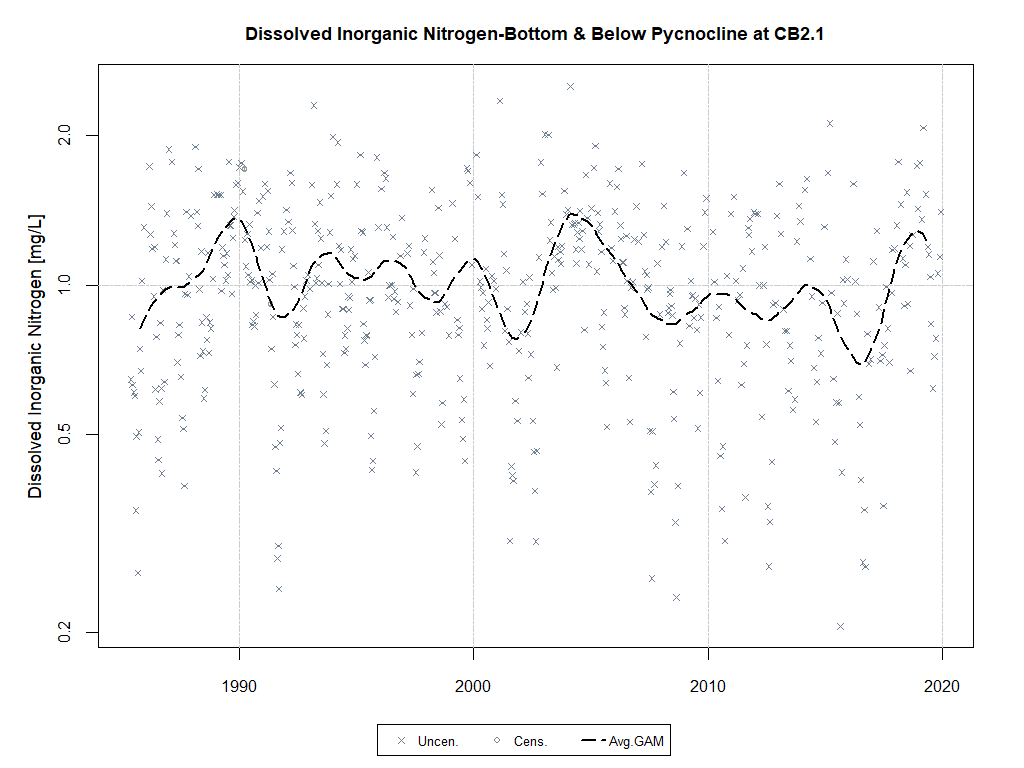 Dissolved Inorganic Nitrogen-Bottom & Below Pycnocline at CB2.1
Dissolved Inorganic Nitrogen [mg/L]
2.0
1.0
0.5
0.2
1990 2000 2010 2020
Uncen. Cens. Avg.GAM